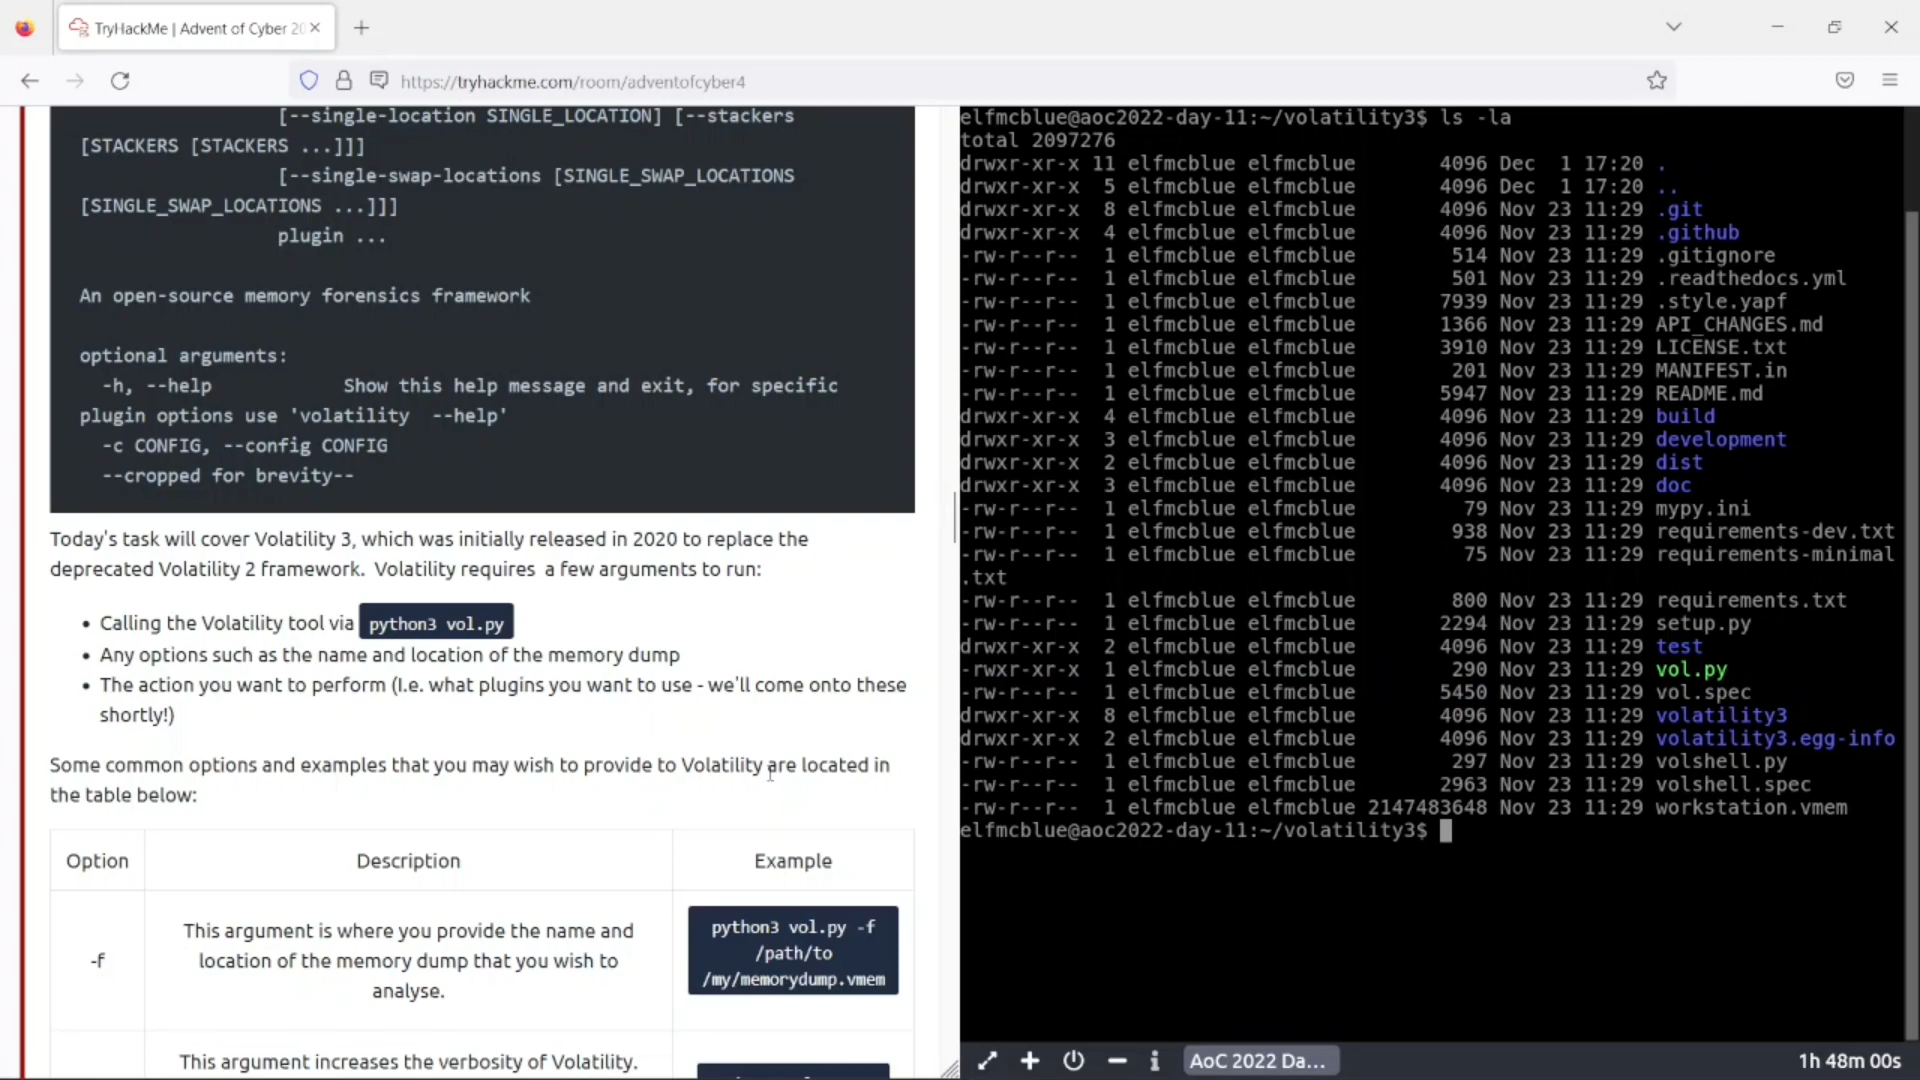 TryHackMe | Advent of Cyber 20
https://tryhackme.com/room/adventofcyber4
[--single-location SINGLE_LOCATION] [--stackers
[STACKERS [STACKERS ...]]]
[--single-swap-locations [SINGLE_SWAP_LOCATIONS
[SINGLE_SWAP_LOCATIONS ...]]]
plugin ...
An open-source memory forensics framework
optional arguments:
-h, --help Show this help message and exit, for specific
plugin options use 'volatility --help'
-c CONFIG, --config CONFIG
--cropped for brevity--
Today's task will cover Volatility 3, which was initially released in 2020 to replace the
deprecated Volatility 2 framework. Volatility requires a few arguments to run:
• Calling the Volatility tool via python3 vol.py
• Any options such as the name and location of the memory dump
• The action you want to perform (I.e. what plugins you want to use - we'll come onto these
shortly!)
Some common options and examples that you may wish to provide to Volatility are located in
the table below:
Option Description Example
-f
This argument is where you provide the name and
location of the memory dump that you wish to
analyse.
python3 vol.py -f
/path/to
/my/memorydump.vmem
This argument increases the verbosity of Volatility.
elfmcblue@aoc2022-day-11:~/volatility3$ ls -la
total 2097276
drwxr-xr-x 11 elfmcblue elfmcblue 4096 Dec 1 17:20 .
drwxr-xr-x 5 elfmcblue elfmcblue 4096 Dec 1 17:20 ..
drwxr-xr-x 8 elfmcblue elfmcblue 4096 Nov 23 11:29 .git
drwxr-xr-x 4 elfmcblue elfmcblue 4096 Nov 23 11:29 .github
-rw-r--r-- 1 elfmcblue elfmcblue 514 Nov 23 11:29 .gitignore
-rw-r--r-- 1 elfmcblue elfmcblue 501 Nov 23 11:29 .readthedocs.yml
-rw-r--r-- 1 elfmcblue elfmcblue 7939 Nov 23 11:29 .style.yapf
-rw-r--r-- 1 elfmcblue elfmcblue 1366 Nov 23 11:29 API_CHANGES.md
-rw-r--r-- 1 elfmcblue elfmcblue 3910 Nov 23 11:29 LICENSE.txt
-rw-r--r-- 1 elfmcblue elfmcblue 201 Nov 23 11:29 MANIFEST.in
-rw-r--r-- 1 elfmcblue elfmcblue 5947 Nov 23 11:29 README.md
drwxr-xr-x 4 elfmcblue elfmcblue 4096 Nov 23 11:29 build
drwxr-xr-x 3 elfmcblue elfmcblue 4096 Nov 23 11:29 development
drwxr-xr-x 2 elfmcblue elfmcblue 4096 Nov 23 11:29 dist
drwxr-xr-x 3 elfmcblue elfmcblue 4096 Nov 23 11:29 doc
-rw-r--r-- 1 elfmcblue elfmcblue 79 Nov 23 11:29 mypy.ini
-rw-r--r-- 1 elfmcblue elfmcblue 938 Nov 23 11:29 requirements-dev.txt
-rw-r--r-- 1 elfmcblue elfmcblue 75 Nov 23 11:29 requirements-minimal
.txt
-rw-r--r-- 1 elfmcblue elfmcblue 800 Nov 23 11:29 requirements.txt
-rw-r--r-- 1 elfmcblue elfmcblue 2294 Nov 23 11:29 setup.py
drwxr-xr-x 2 elfmcblue elfmcblue 4096 Nov 23 11:29 test
-rwxr-xr-x 1 elfmcblue elfmcblue 290 Nov 23 11:29 vol.py
-rw-r--r-- 1 elfmcblue elfmcblue 5450 Nov 23 11:29 vol.spec
drwxr-xr-x 8 elfmcblue elfmcblue 4096 Nov 23 11:29 volatility3
drwxr-xr-x 2 elfmcblue elfmcblue 4096 Nov 23 11:29 volatility3.egg-info
-rw-r--r-- 1 elfmcblue elfmcblue 297 Nov 23 11:29 volshell.py
-rw-r--r-- 1 elfmcblue elfmcblue 2963 Nov 23 11:29 volshell.spec
-rw-r--r-- 1 elfmcblue elfmcblue 2147483648 Nov 23 11:29 workstation.vmem
elfmcblue@aoc2022-day-11:~/volatility3$
AoC 2022 Da... 1h 48m 00s